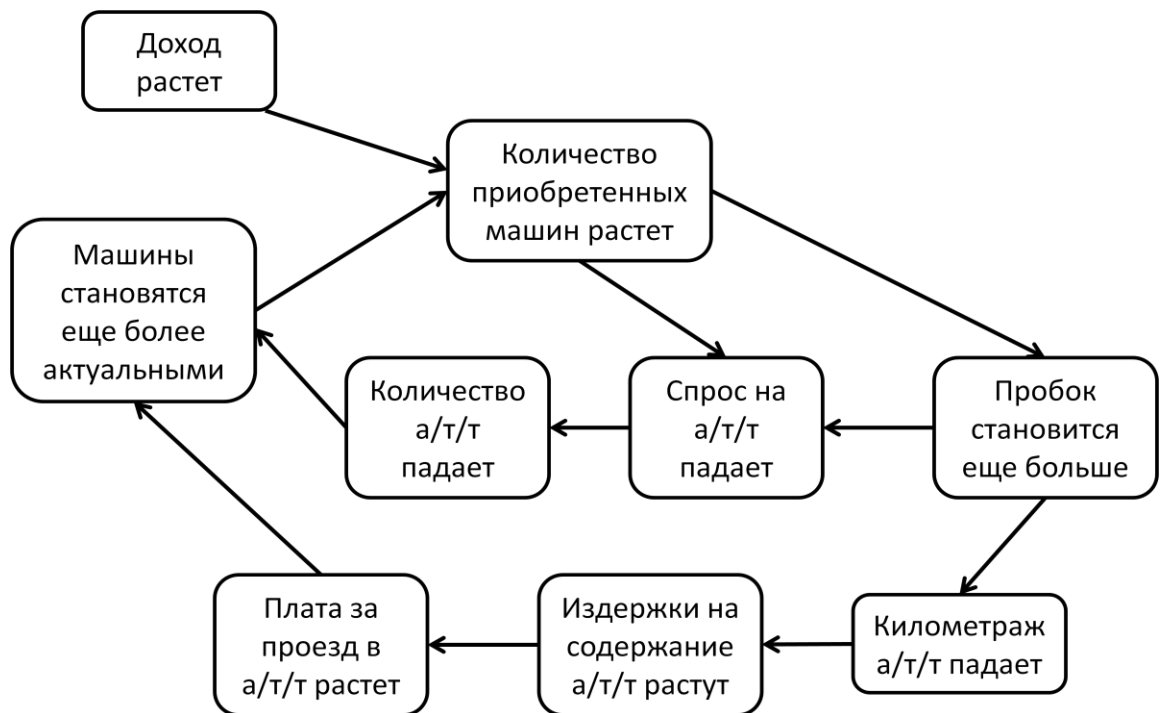 Доход
растет
Количество
приобретенных
машин растет
Машины
становятся
еще более
актуальными
Количество
а/т/т
падает
Спрос на
а/т/т
падает
Пробок
становится
еще больше
Плата за
проезд в
а/т/т растет
Издержки на
содержание
а/т/т растут
Километраж
а/т/т падает